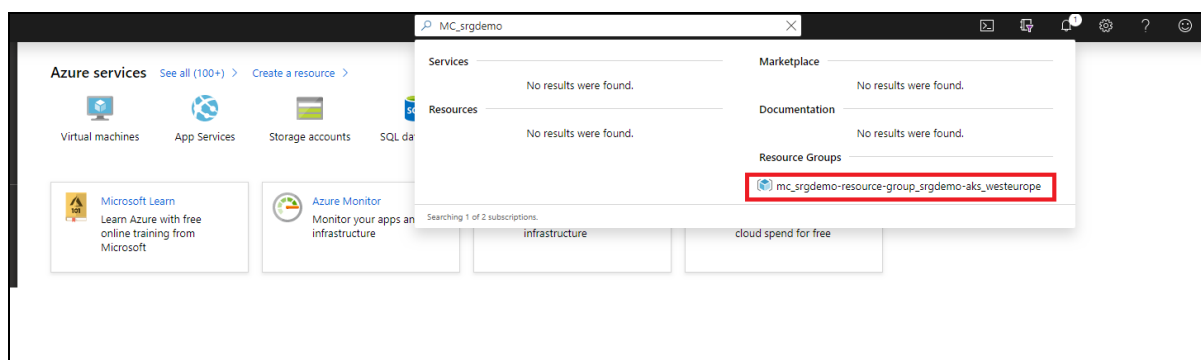 MC_srgdemo
1
Azure services See all (100+) > Create a resource >
Virtual machines
App Services
Storage accounts
SQL da
Services
No results were found.
Resources
No results were found.
Marketplace
No results were found.
Documentation
No results were found.
Resource Groups
mc_srgdemo-resource-group_srgdemo-aks_westeurope
Searching 1 of 2 subscriptions.
101
Microsoft Learn
Learn Azure with free
online training from
Microsoft
Azure Monitor
Monitor your apps an
infrastructure
infrastructure
cloud spend for free